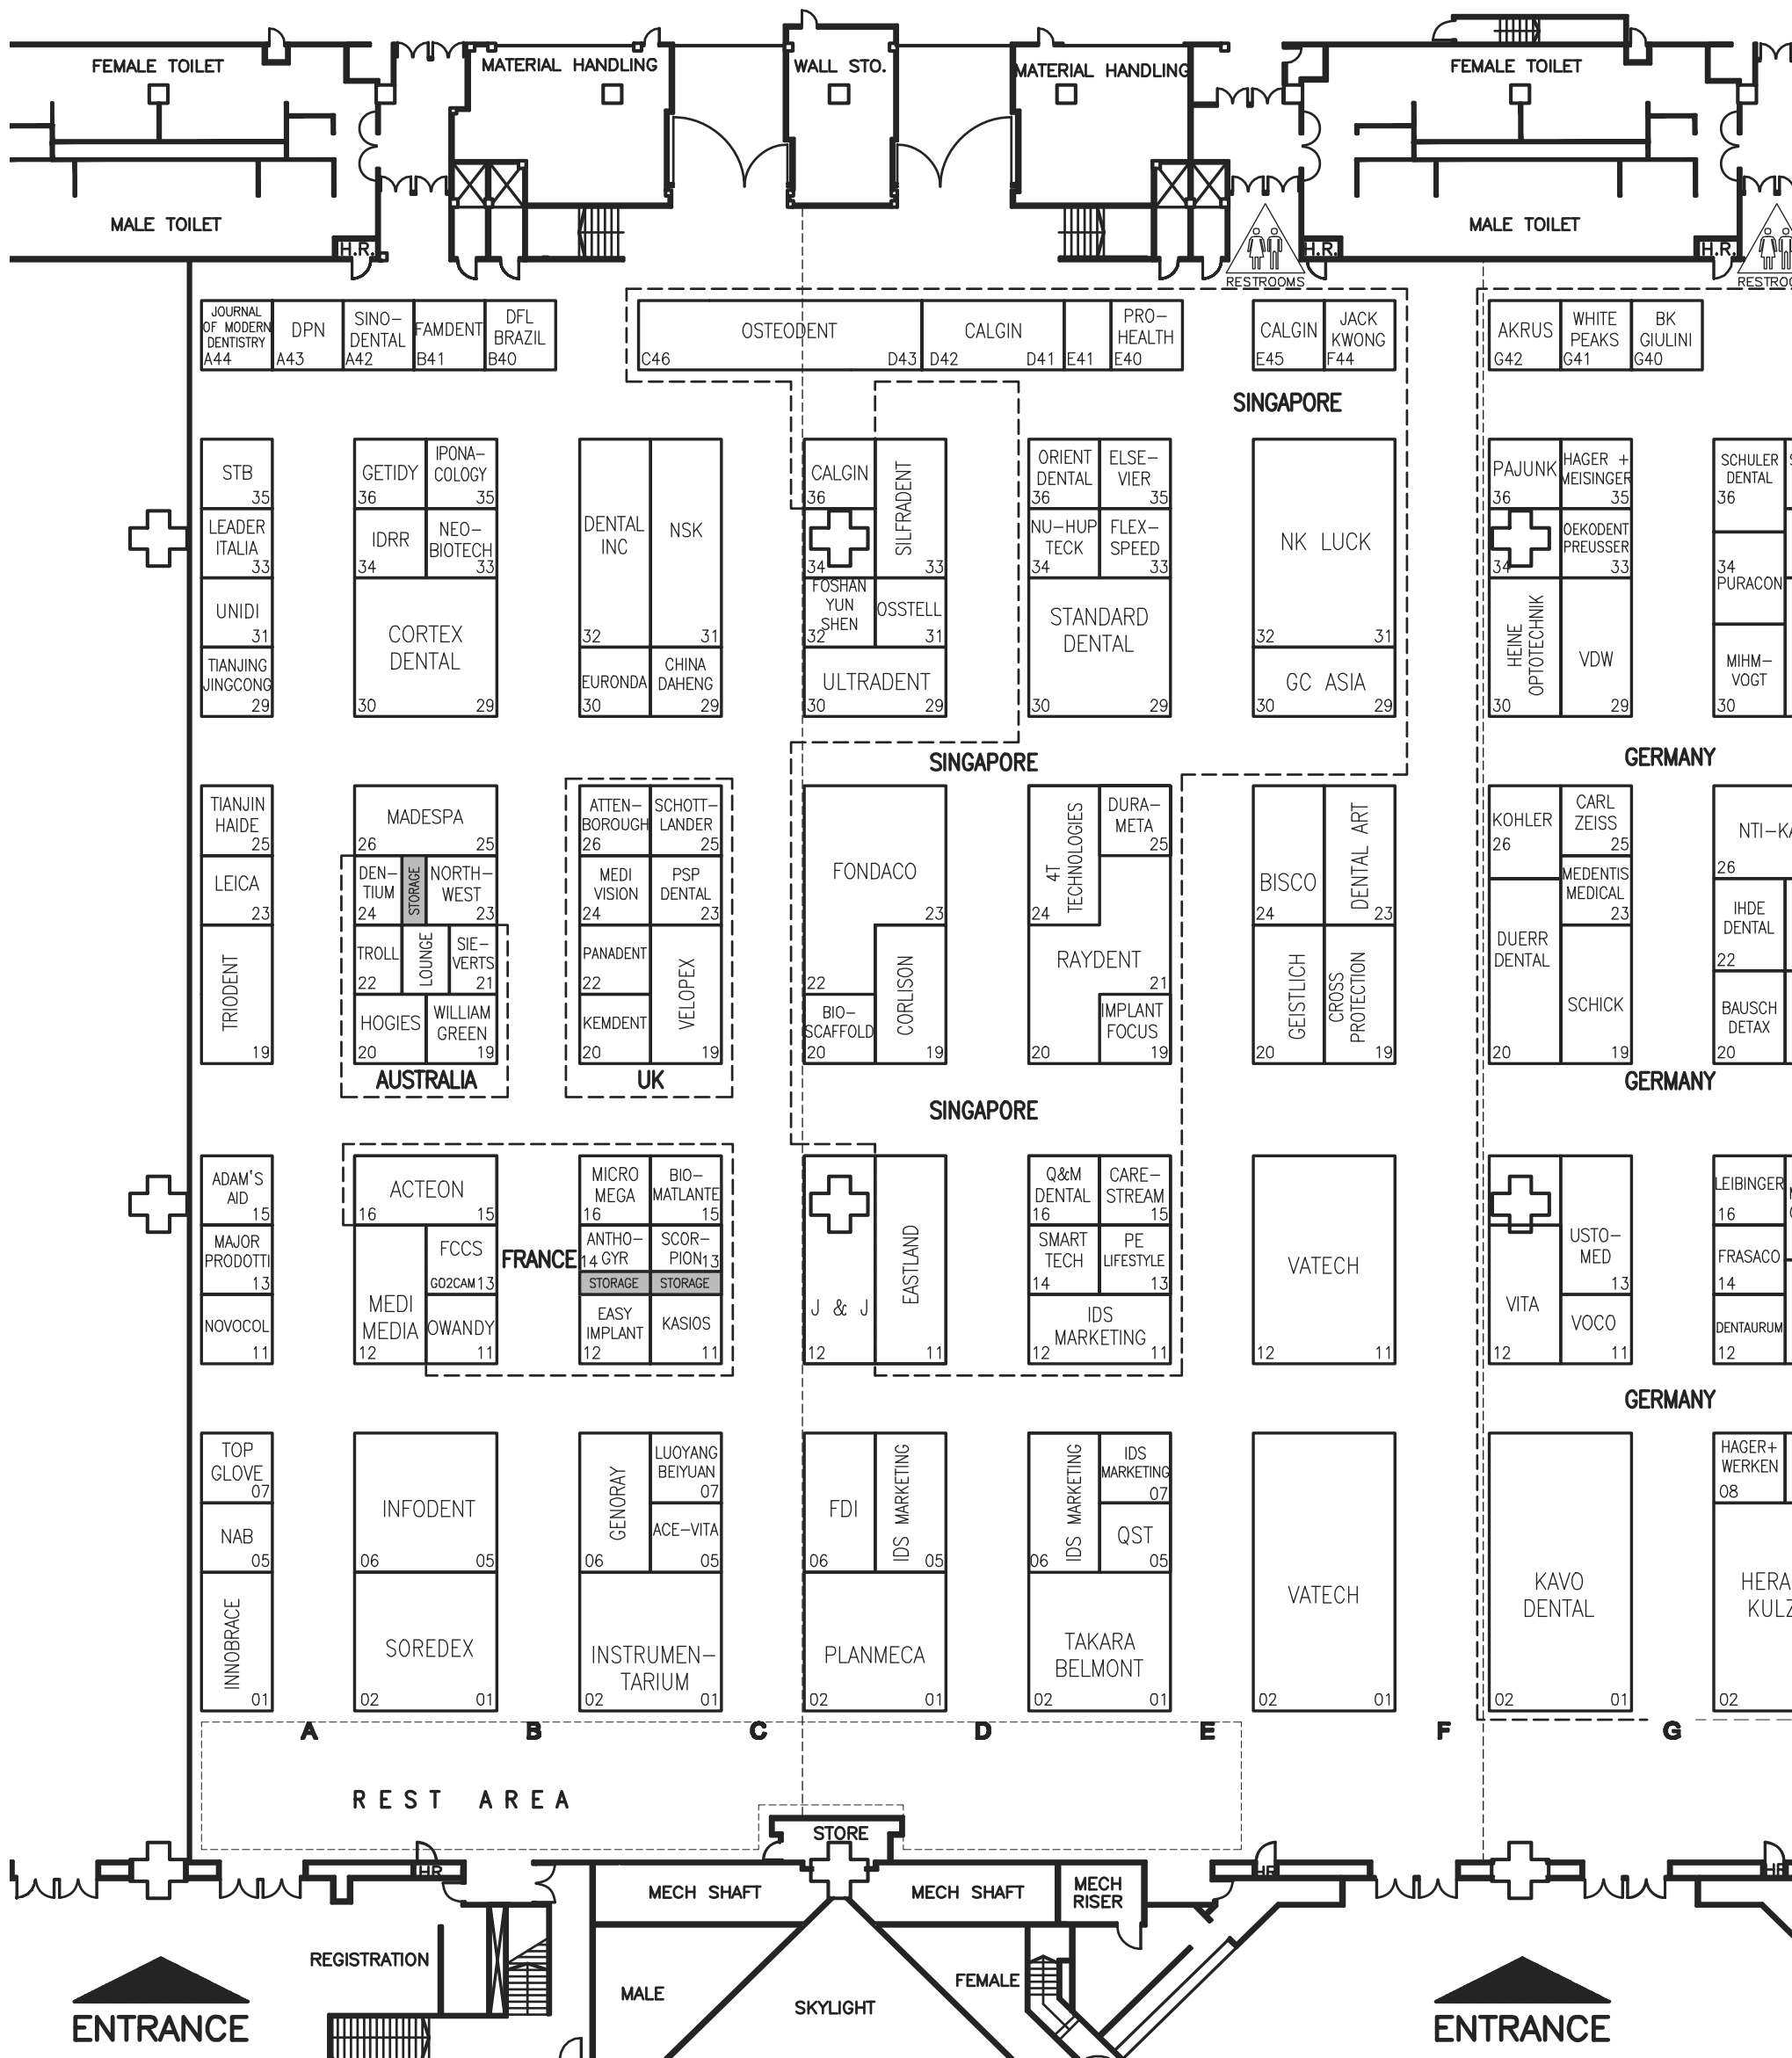 FEMALE TOILET
MATERIAL HANDLING
WALL STO.
MATERIAL HANDLING
FEMALE TOILET
MALE TOILET
H.R.
MALE TOILET
H.R.
H.R.
RESTROOMS
JOURNAL
OF MODERN
DENTISTRY
A44
DPN
A43
SINO-
DENTAL
A42
FAMDENT
B41
DFL
BRAZIL
B40
OSTEODENT
C46
D43
CALGIN
D42
D41
E41
PRO-
HEALTH
E40
CALGIN
E45
JACK
KWONG
F44
AKRUS
G42
WHITE
PEAKS
G41
BK
GIULINI
G40
SINGAPORE
STB
35
GETIDY
36
IPONA-
COLOGY
35
DENTAL
INC
32
NSK
31
CALGIN
36
SILFRADENT
33
ORIENT
DENTAL
36
ELSE-
VIER
35
NK LUCK
32
31
PAJUNK
36
HAGER +
MEISINGER
35
SCHULER
DENTAL
36
LEADER
ITALIA
33
IDRR
34
NEO-
BIOTECH
33
34
NU-HUP
TECK
34
FLEX-
SPEED
33
34
OEKODENT
PREUSSER
33
34
PURACON
UNIDI
31
CORTEX
DENTAL
30
29
FOSHAN
YUN
SHEN
32
OSSTELL
31
STANDARD
DENTAL
30
29
HEINE
OPTOTECHNIK
30
VDW
29
TIANJING
JINGCONG
29
EURONDA
30
CHINA
DAHENG
29
ULTRADENT
30
29
GC ASIA
30
29
MIHM-
VOGT
30
SINGAPORE
GERMANY
TIANJIN
HAIDE
25
MADESPA
26
25
ATTEN-
BOROUGH
26
SCHOTT-
LANDER
25
FONDACO
23
22
4T
TECHNOLOGIES
24
DURA-
META
25
BISCO
24
DENTAL ART
23
KOHLER
26
CARL
ZEISS
25
26
LEICA
23
DEN-
TIUM
24
STORAGE
NORTH-
WEST
23
MEDI
VISION
24
PSP
DENTAL
23
MEDENTIS
MEDICAL
23
IHDE
DENTAL
22
TRIODENT
19
TROLL
22
LOUNGE
SIE-
VERTS
21
PANADENT
22
VELOPEX
19
CORLISON
19
RAYDENT
21
20
GEISTLICH
20
CROSS
PROTECTION
19
DUERR
DENTAL
20
SCHICK
19
HOGIES
20
WILLIAM
GREEN
19
KEMDENT
20
BIO-
SCAFFOLD
20
IMPLANT
FOCUS
19
BAUSCH
DETAX
20
AUSTRALIA
UK
SINGAPORE
GERMANY
ADAM'S
AID
15
ACTEON
16
15
MICRO
MEGA
16
BIO-
MATLANTE
15
J & J
12
EASTLAND
11
Q&M
DENTAL
16
CARE-
STREAM
15
VATECH
12
11
VITA
12
USTO-
MED
13
LEIBINGER
16
MAJOR
PRODOTTI
13
MEDI
MEDIA
12
FCCS
GO2CAM
13
FRANCE
ANTHO-
GYR
14
SCOR-
PION
13
STORAGE
STORAGE
SMART
TECH
14
PE
LIFESTYLE
13
FRASACO
14
NOVOCOL
11
OWANDY
11
EASY
IMPLANT
12
KASIOS
11
IDS
MARKETING
12
11
VOCO
11
DENTAURUM
12
GERMANY
TOP
GLOVE
07
INFODENT
06
05
GENORAY
06
LUOYANG
BEIYUAN
07
FDI
06
IDS MARKETING
05
IDS MARKETING
06
IDS
MARKETING
07
VATECH
02
01
KAVO
DENTAL
02
01
HAGER+
WERKEN
08
NAB
05
ACE-VITA
05
QST
05
INNOBRACE
01
SOREDEX
02
01
INSTRUMEN-
TARIUM
02
01
PLANMECA
02
01
TAKARA
BELMONT
02
01
02
A
B
C
D
E
F
G
REST AREA
STORE
HR
MECH SHAFT
MECH SHAFT
MECH
RISER
HR
HR
REGISTRATION
MALE
SKYLIGHT
FEMALE
ENTRANCE
ENTRANCE